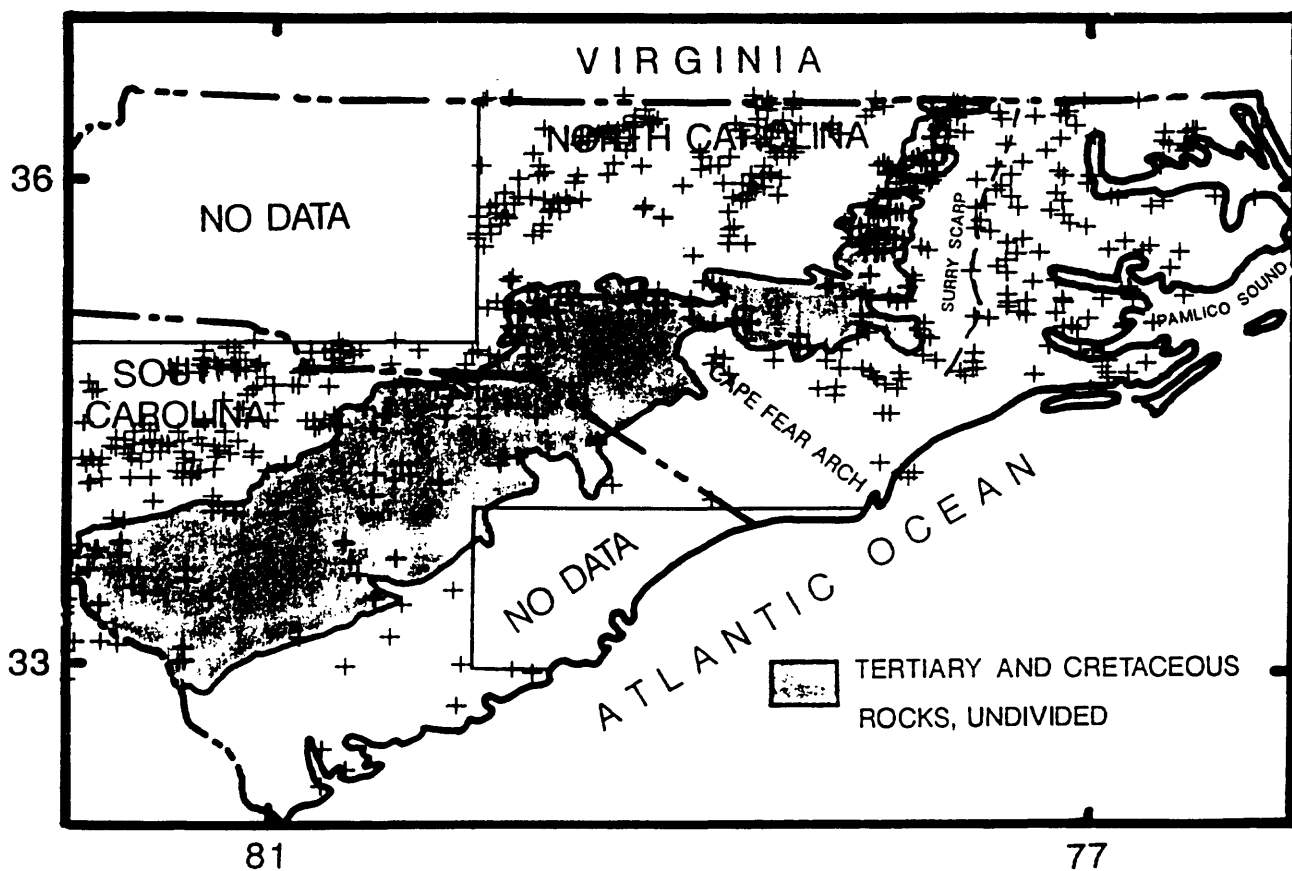 VIRGINIA
NORTH CAROLINA
36
NO DATA
SURRY SCARP
PAMLICO SOUND
SOUTH
CAROLINA
CAPE FEAR ARCH
NO DATA
ATLANTIC OCEAN
33
TERTIARY AND CRETACEOUS
ROCKS, UNDIVIDED
81
77